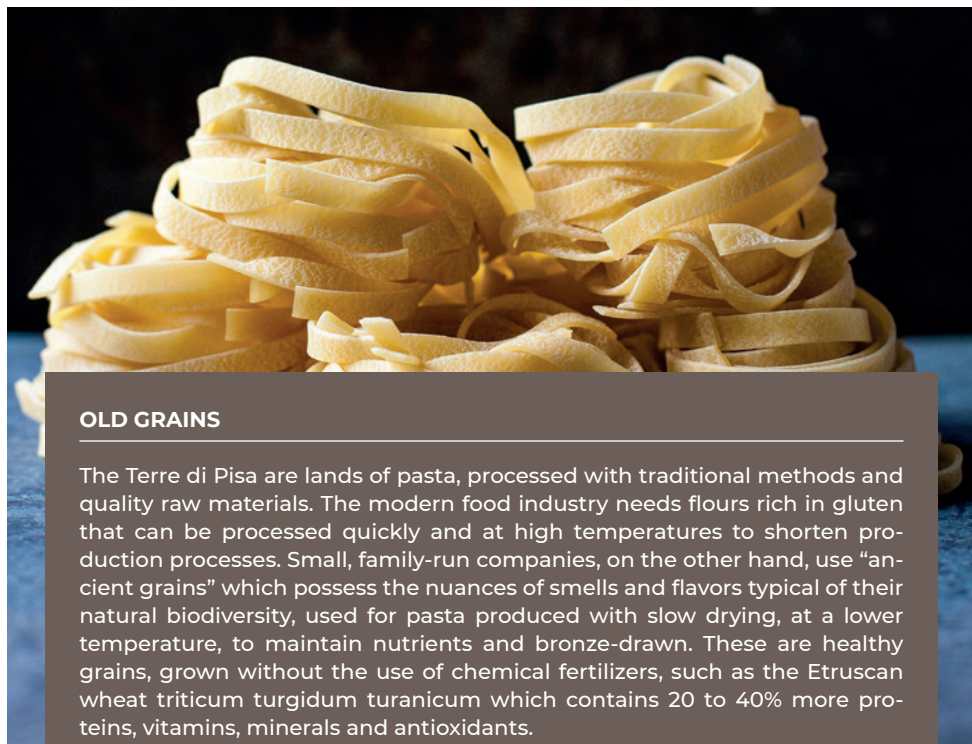 OLD GRAINS
The Terre di Pisa are lands of pasta, processed with traditional methods and
quality raw materials. The modern food industry needs flours rich in gluten
that can be processed quickly and at high temperatures to shorten pro-
duction processes. Small, family-run companies, on the other hand, use “an-
cient grains” which possess the nuances of smells and flavors typical of their
natural biodiversity, used for pasta produced with slow drying, at a lower
temperature, to maintain nutrients and bronze-drawn. These are healthy
grains, grown without the use of chemical fertilizers, such as the Etruscan
wheat triticum turgidum turanicum which contains 20 to 40% more pro-
teins, vitamins, minerals and antioxidants.